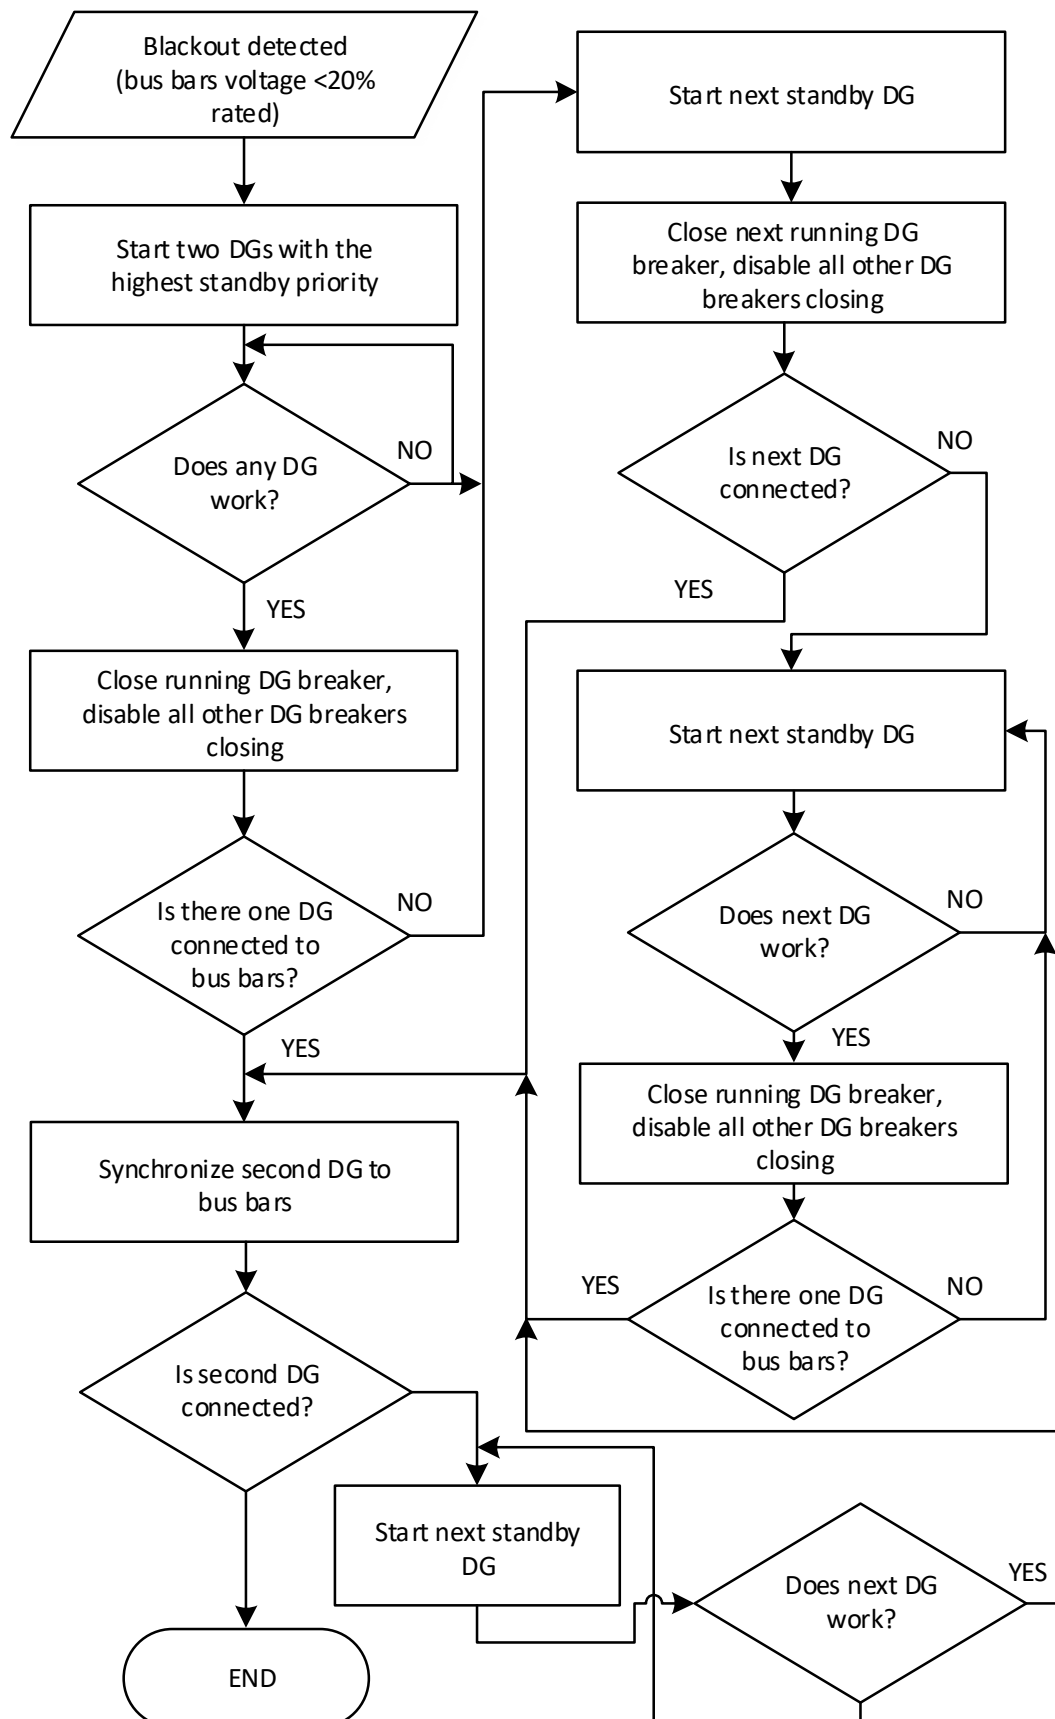 Blackout detected
(bus bars voltage <20%
rated)
Start two DGs with the
highest standby priority
Does any DG
work?
NO
YES
Close running DG breaker,
disable all other DG breakers
closing
Is there one DG
connected to
bus bars?
NO
YES
Synchronize second DG to
bus bars
Is second DG
connected?
Start next standby
DG
END
Start next standby DG
Close next running DG
breaker, disable all other DG
breakers closing
Is next DG
connected?
NO
YES
Start next standby DG
Does next DG
work?
NO
YES
Close running DG breaker,
disable all other DG breakers
closing
Is there one DG
connected to
bus bars?
YES
NO
Does next DG
work?
YES